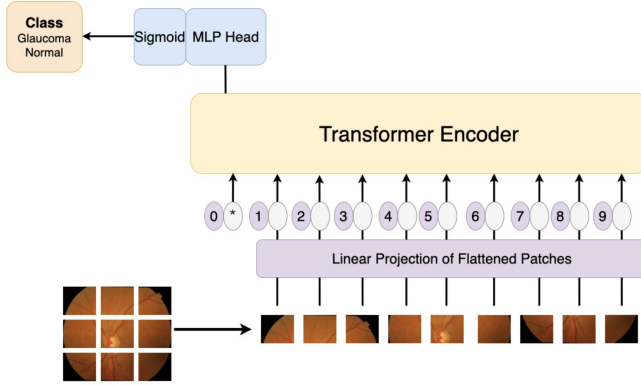 Class
Glaucoma
Normal
Sigmoid MLP Head
Transformer Encoder
0 * 1 2 3 4 5 6 7 8 9
Linear Projection of Flattened Patches